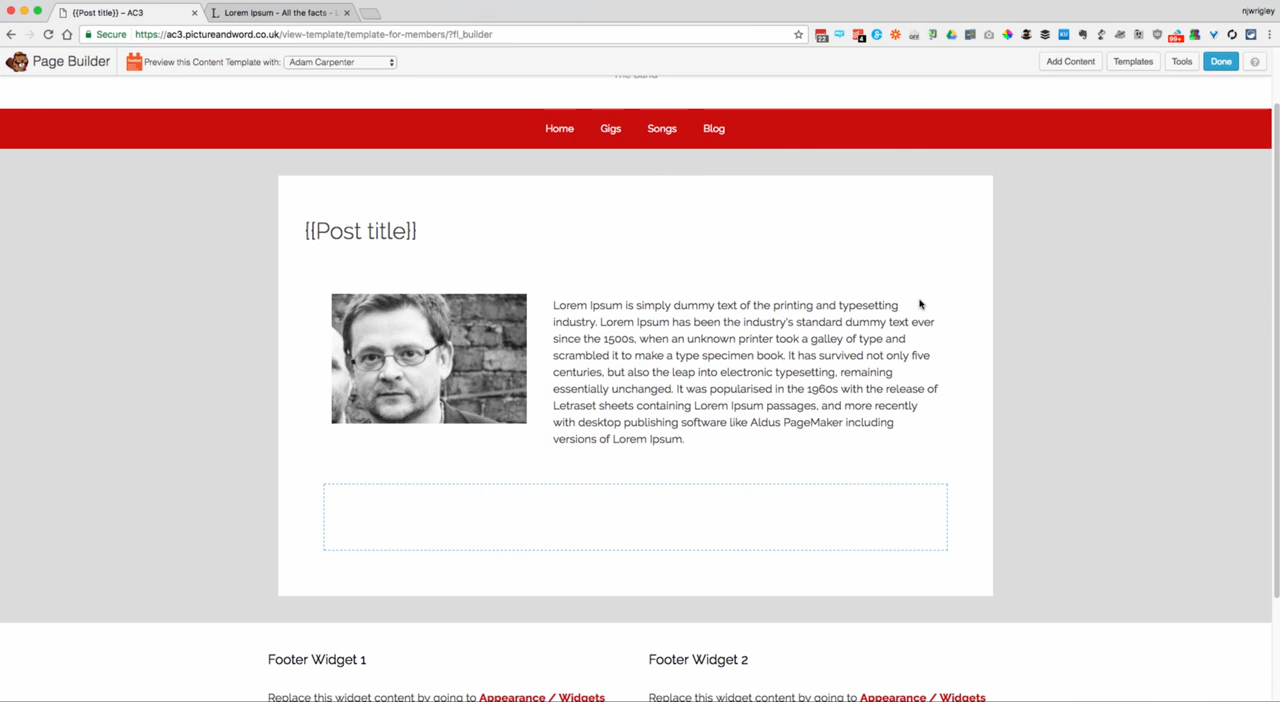 {{Post title}} – AC3
Lorem Ipsum - All the facts - L
njwrigley
Secure
https://ac3.pictureandword.co.uk/view-template/template-for-members/?fl_builder
Page Builder
Preview this Content Template with:
Adam Carpenter
Add Content
Templates
Tools
Done
The Band
Home
Gigs
Songs
Blog
{{Post title}}
Lorem Ipsum is simply dummy text of the printing and typesetting
industry. Lorem Ipsum has been the industry's standard dummy text ever
since the 1500s, when an unknown printer took a galley of type and
scrambled it to make a type specimen book. It has survived not only five
centuries, but also the leap into electronic typesetting, remaining
essentially unchanged. It was popularised in the 1960s with the release of
Letraset sheets containing Lorem Ipsum passages, and more recently
with desktop publishing software like Aldus PageMaker including
versions of Lorem Ipsum.
Footer Widget 1
Replace this widget content by going to Appearance / Widgets
Footer Widget 2
Replace this widget content by going to Appearance / Widgets